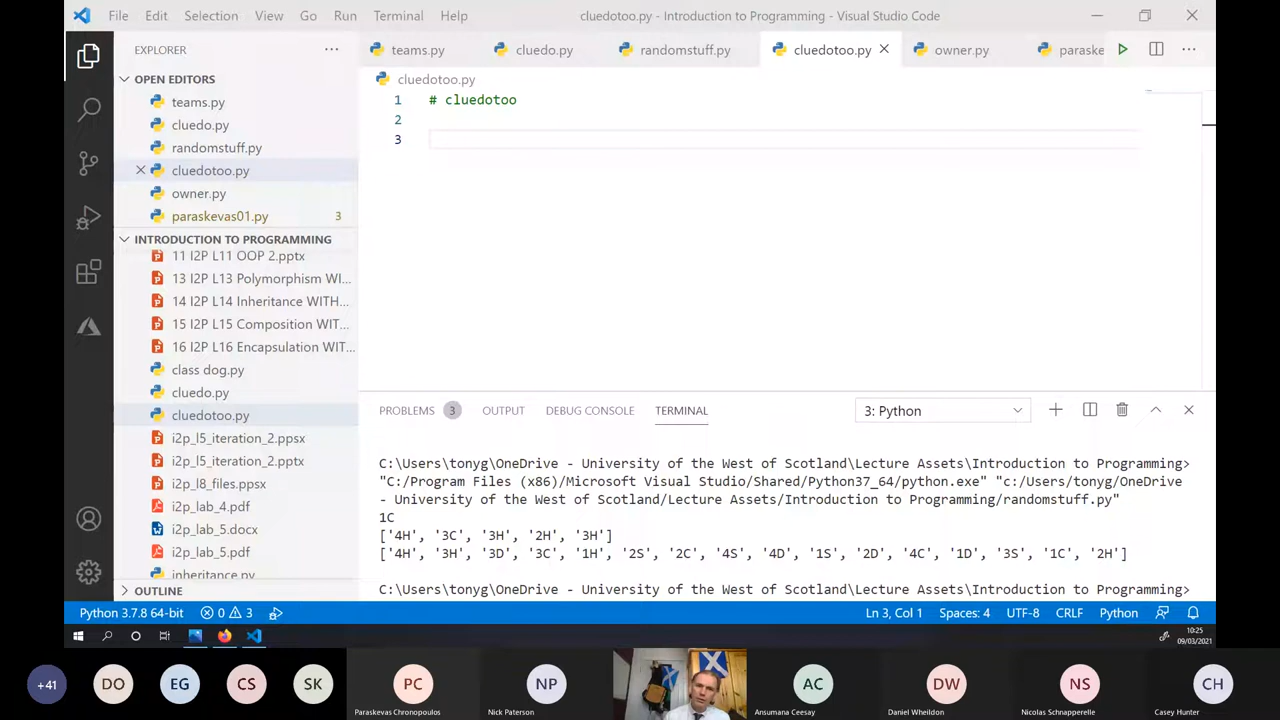 File Edit Selection View Go Run Terminal Help cluedotoo.py - Introduction to Programming - Visual Studio Code
EXPLORER
teams.py cluedo.py randomstuff.py cluedotoo.py owner.py paraske
OPEN EDITORS
teams.py
cluedo.py
randomstuff.py
cluedotoo.py
owner.py
paraskevas01.py 3
INTRODUCTION TO PROGRAMMING
11 I2P L11 OOP 2.pptx
13 I2P L13 Polymorphism WI...
14 I2P L14 Inheritance WITH...
15 I2P L15 Composition WIT...
16 I2P L16 Encapsulation WIT...
class dog.py
cluedo.py
cluedotoo.py
i2p_l5_iteration_2.ppsx
i2p_l5_iteration_2.pptx
i2p_l8_files.ppsx
i2p_lab_4.pdf
i2p_lab_5.docx
i2p_lab_5.pdf
inheritance.py
OUTLINE
cluedotoo.py
1 # cluedotoo
2
3
PROBLEMS 3 OUTPUT DEBUG CONSOLE TERMINAL 3: Python
C:\Users\tonyg\OneDrive - University of the West of Scotland\Lecture Assets\Introduction to Programming>
"C:/Program Files (x86)/Microsoft Visual Studio/Shared/Python37_64/python.exe" "c:/Users/tonyg/OneDrive
- University of the West of Scotland/Lecture Assets/Introduction to Programming/randomstuff.py"
1C
['4H', '3C', '3H', '2H', '3H']
['4H', '3H', '3D', '3C', '1H', '2S', '2C', '4S', '4D', '1S', '2D', '4C', '1D', '3S', '1C', '2H']
C:\Users\tonyg\OneDrive - University of the West of Scotland\Lecture Assets\Introduction to Programming>
Python 3.7.8 64-bit 0 3 Ln 3, Col 1 Spaces: 4 UTF-8 CRLF Python
10:25
09/03/2021
+41 DO EG CS SK PC NP AC DW NS CH
Paraskevas Chronopoulos Nick Paterson Ansumana Ceesay Daniel Wheildon Nicolas Schnapperelle Casey Hunter